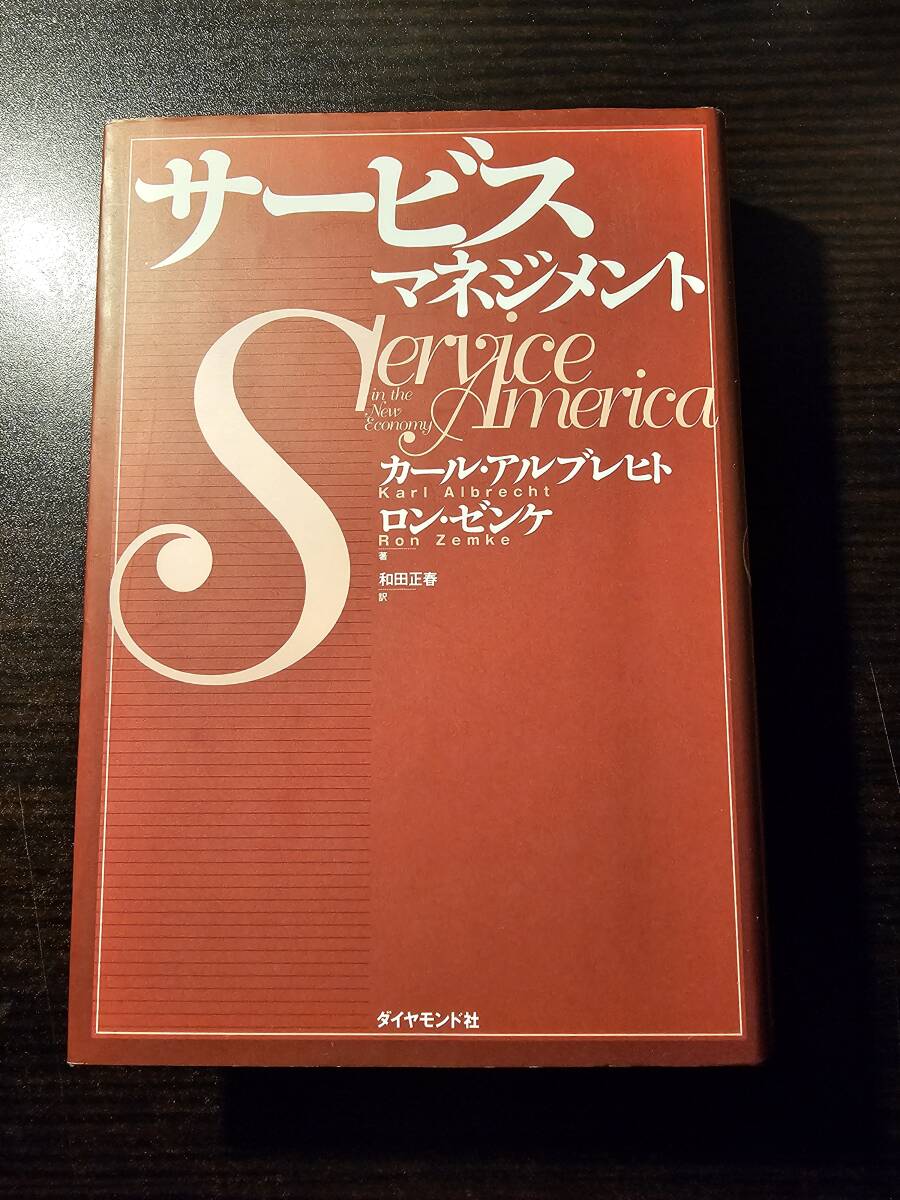 サービス
マネジメント
Service
America
in the
New
Economy
カール・アルブレヒト
Karl Albrecht
ロン・ゼンケ
Ron Zemke
著
和田正春
訳
ダイヤモンド社